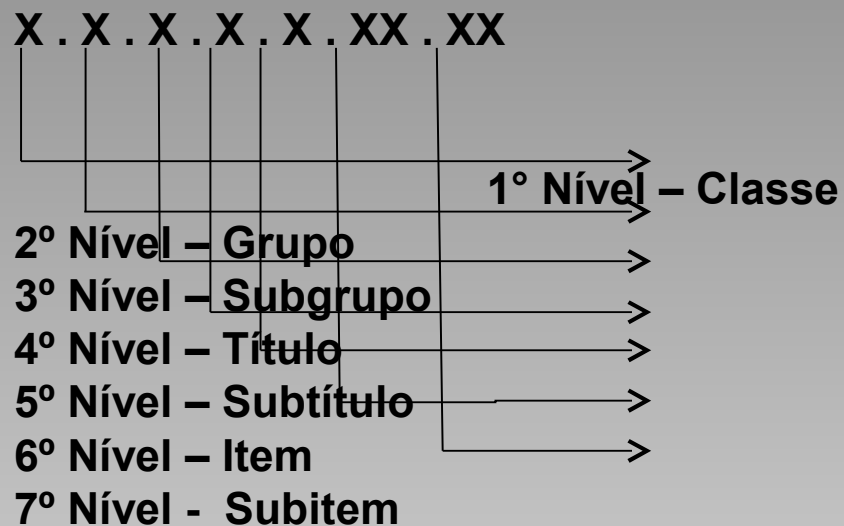 X . X . X . X . X . XX . XX
1° Nível – Classe
2º Nível – Grupo
3º Nível – Subgrupo
4º Nível – Título
5º Nível – Subtítulo
6º Nível – Item
7º Nível - Subitem